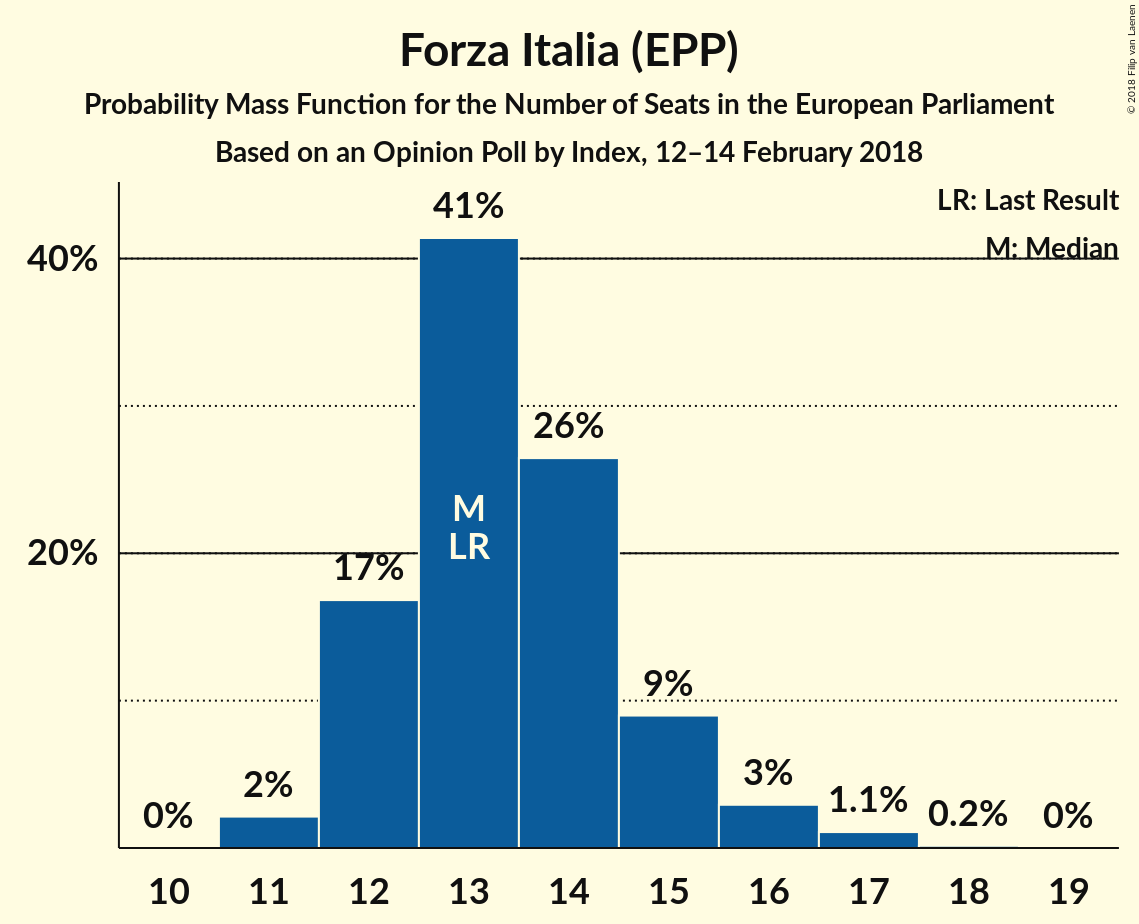 Forza Italia (EPP)
Probability Mass Function for the Number of Seats in the European Parliament
Based on an Opinion Poll by Index, 12–14 February 2018
© 2018 Filip van Laenen
LR: Last Result
M: Median
40%
20%
0%
2%
17%
41%
M
LR
26%
9%
3%
1.1%
0.2%
0%
10 11 12 13 14 15 16 17 18 19